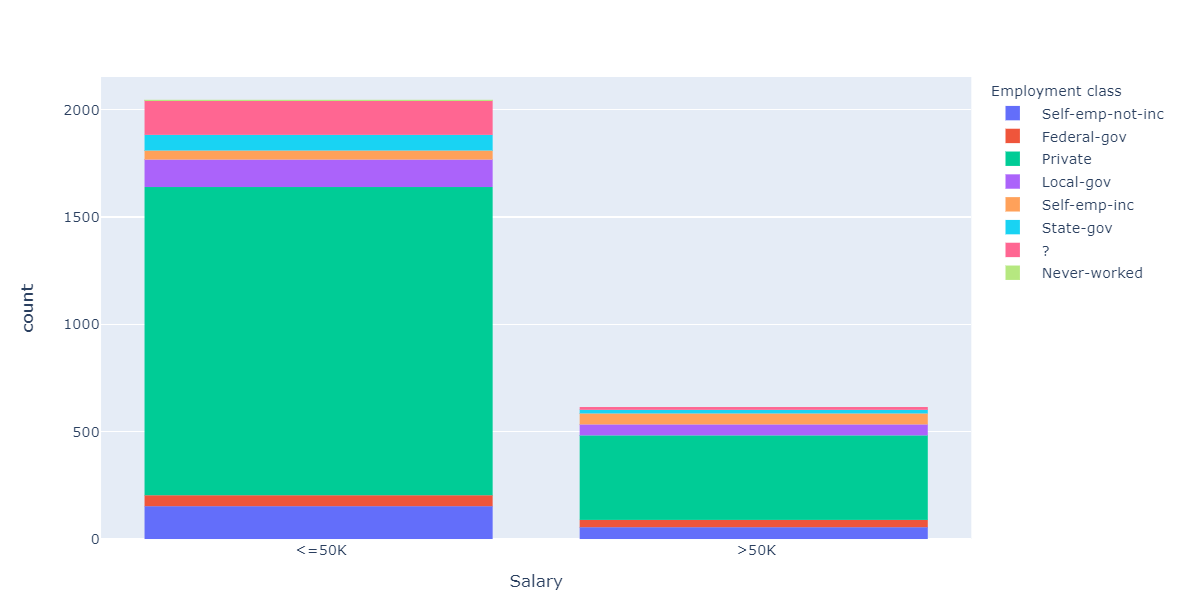 Employment class
Self-emp-not-inc
Federal-gov
Private
Local-gov
Self-emp-inc
State-gov
?
Never-worked
2000
1500
1000
500
0
count
<=50K
>50K
Salary